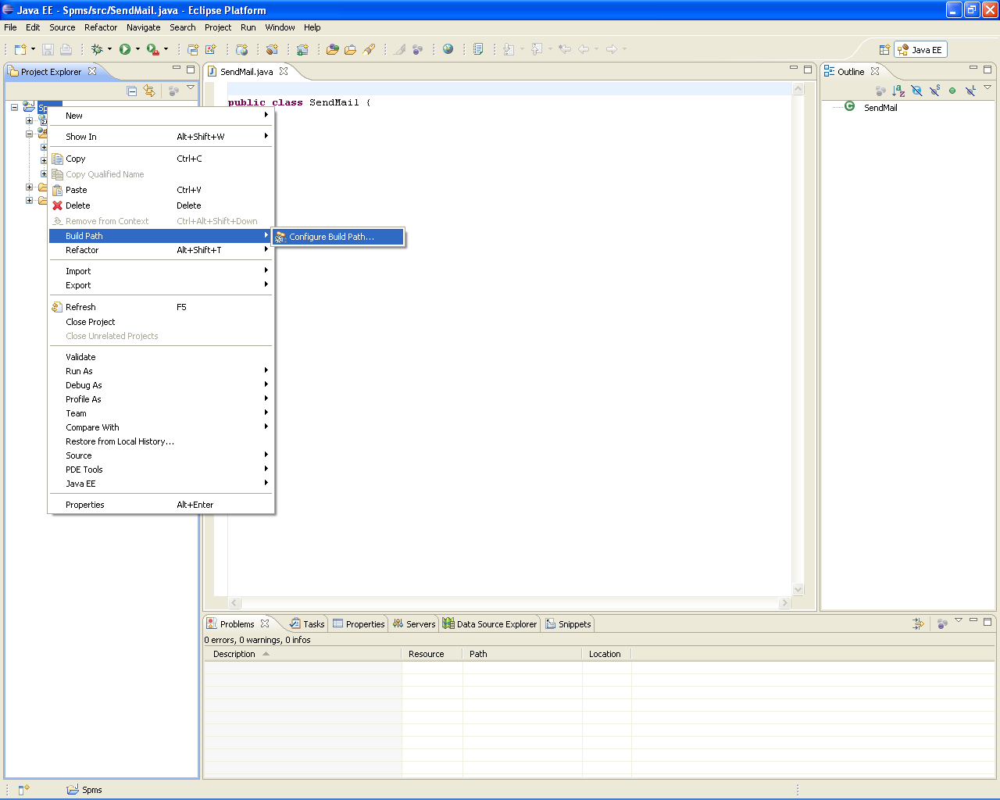 Java EE - Spms/src/SendMail.java - Eclipse Platform
File Edit Source Refactor Navigate Search Project Run Window Help
Java EE
Project Explorer
SendMail.java
Outline
public class SendMail {
SendMail
New
Show In Alt+Shift+W
Copy Ctrl+C
Copy Qualified Name
Paste Ctrl+V
Delete Delete
Remove from Context Ctrl+Alt+Shift+Down
Build Path
Configure Build Path...
Refactor Alt+Shift+T
Import
Export
Refresh F5
Close Project
Close Unrelated Projects
Validate
Run As
Debug As
Profile As
Team
Compare With
Restore from Local History...
Source
PDE Tools
Java EE
Properties Alt+Enter
Problems Tasks Properties Servers Data Source Explorer Snippets
0 errors, 0 warnings, 0 infos
Description Resource Path Location
Spms